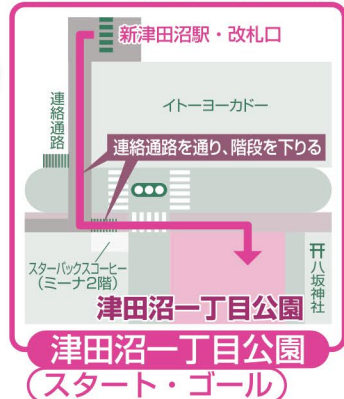 新津田沼駅・改札口
連絡通路
イトーヨーカドー
連絡通路を通り、階段を下りる
スターバックスコーヒー
（ミーナ2階）
八坂神社
津田沼一丁目公園
津田沼一丁目公園
（スタート・ゴール）